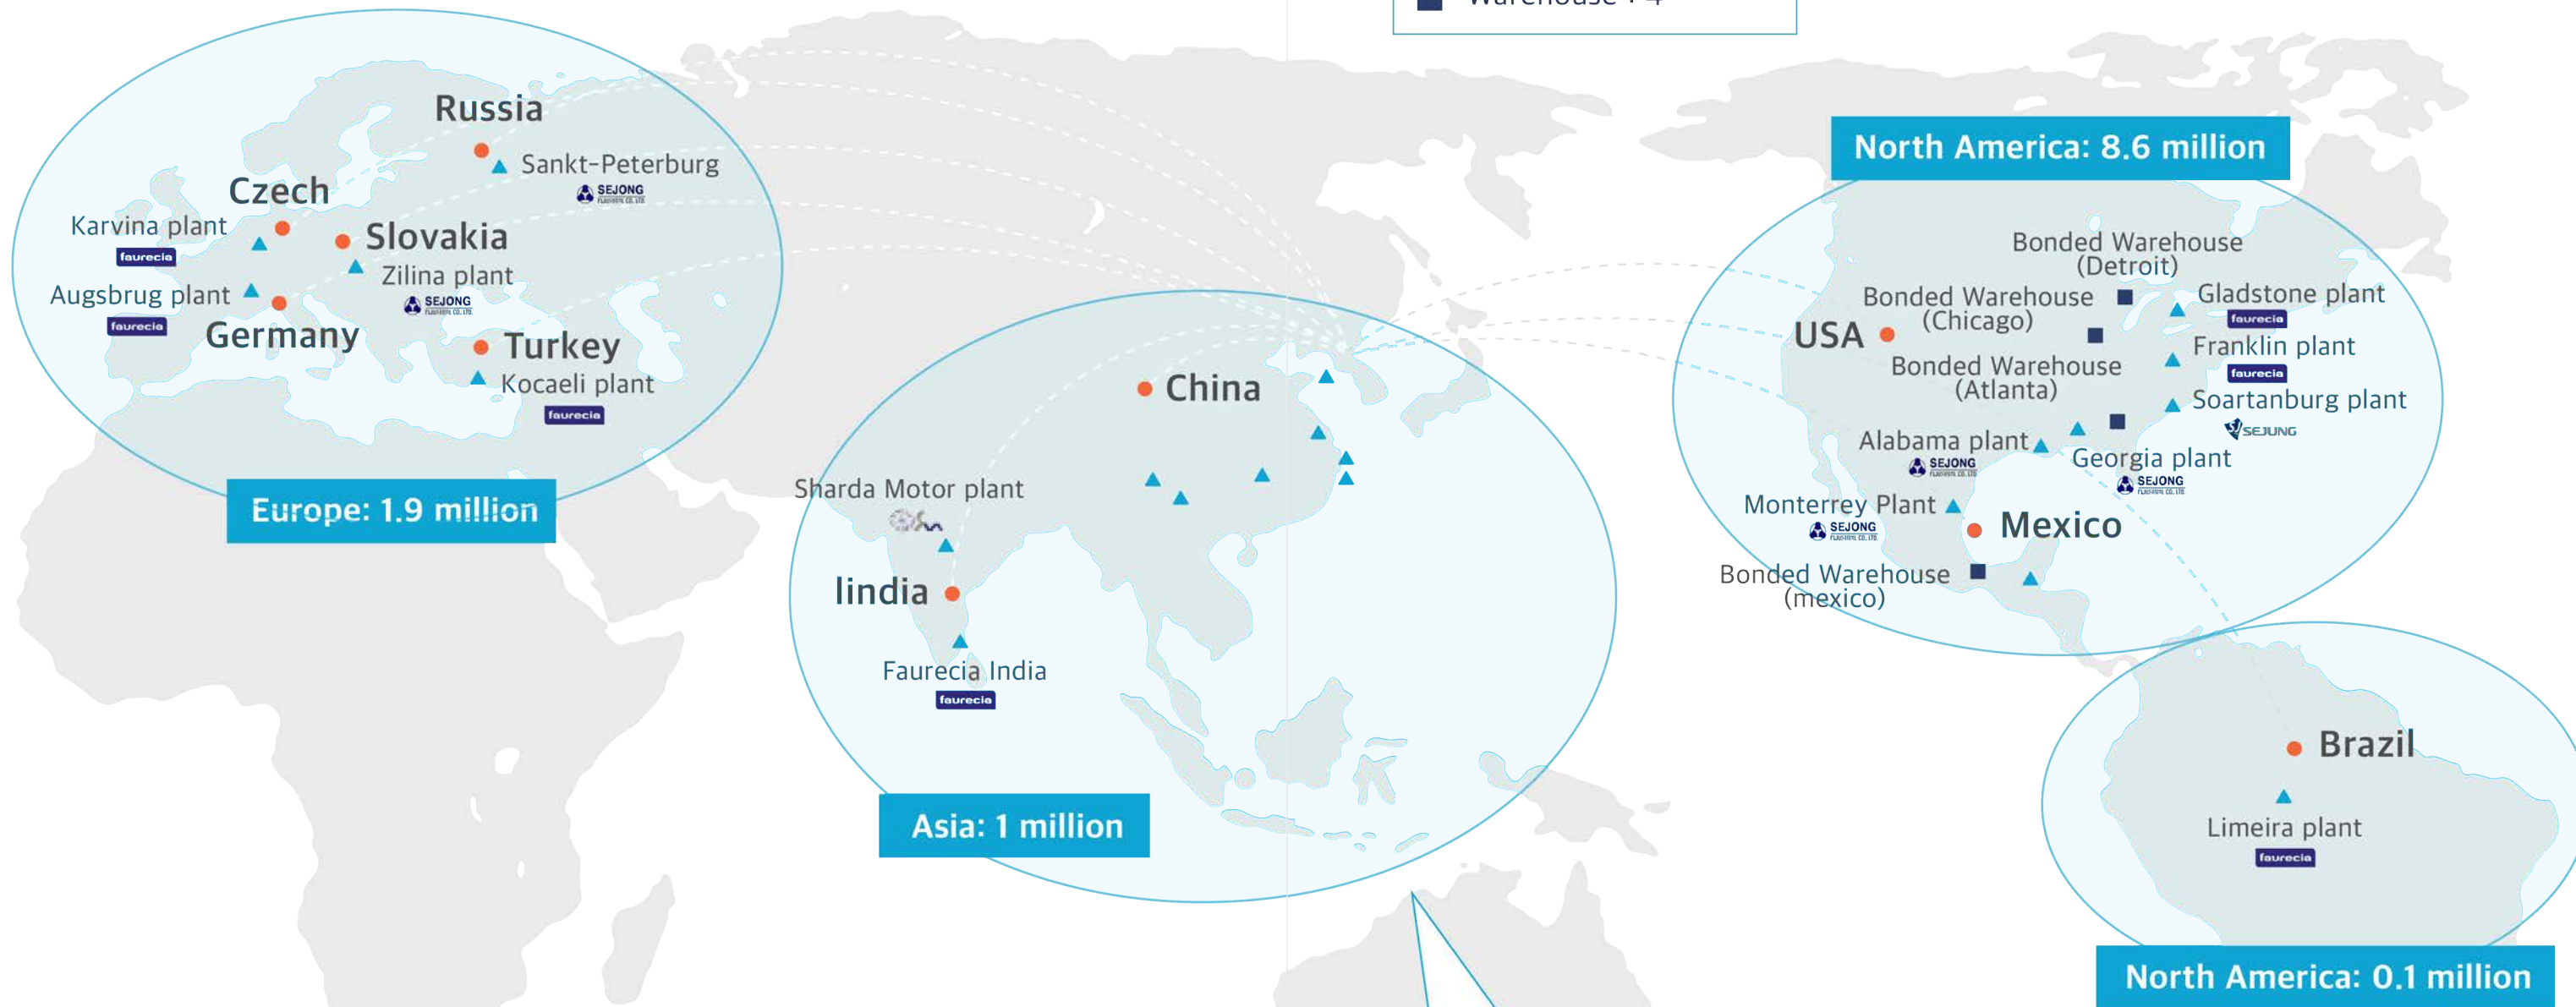 Warehouse : 4
Russia
Sankt-Peterburg
SEJONG
Czech
Karvina plant
faurecia
Slovakia
Zilina plant
SEJONG
Augsbrug plant
faurecia
Germany
Turkey
Kocaeli plant
faurecia
Europe: 1.9 million
China
Sharda Motor plant
Iindia
Faurecia India
faurecia
Asia: 1 million
North America: 8.6 million
Bonded Warehouse
(Detroit)
Bonded Warehouse
(Chicago)
Gladstone plant
faurecia
USA
Franklin plant
faurecia
Bonded Warehouse
(Atlanta)
Soartanburg plant
SEJUNG
Alabama plant
SEJONG
Georgia plant
SEJONG
Monterrey Plant
SEJONG
Mexico
Bonded Warehouse
(mexico)
Brazil
Limeira plant
faurecia
North America: 0.1 million